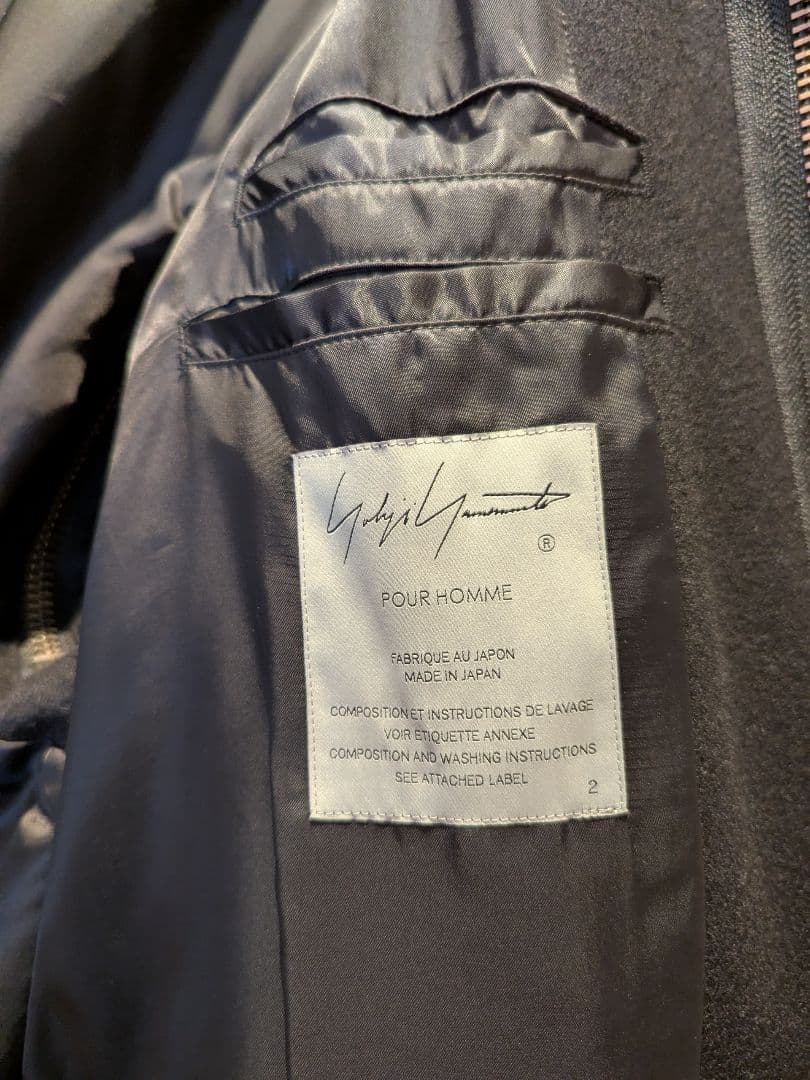 Yohji Yamamoto
®
POUR HOMME
FABRIQUE AU JAPON
MADE IN JAPAN
COMPOSITION ET INSTRUCTIONS DE LAVAGE
VOIR ETIQUETTE ANNEXE
COMPOSITION AND WASHING INSTRUCTIONS
SEE ATTACHED LABEL
2